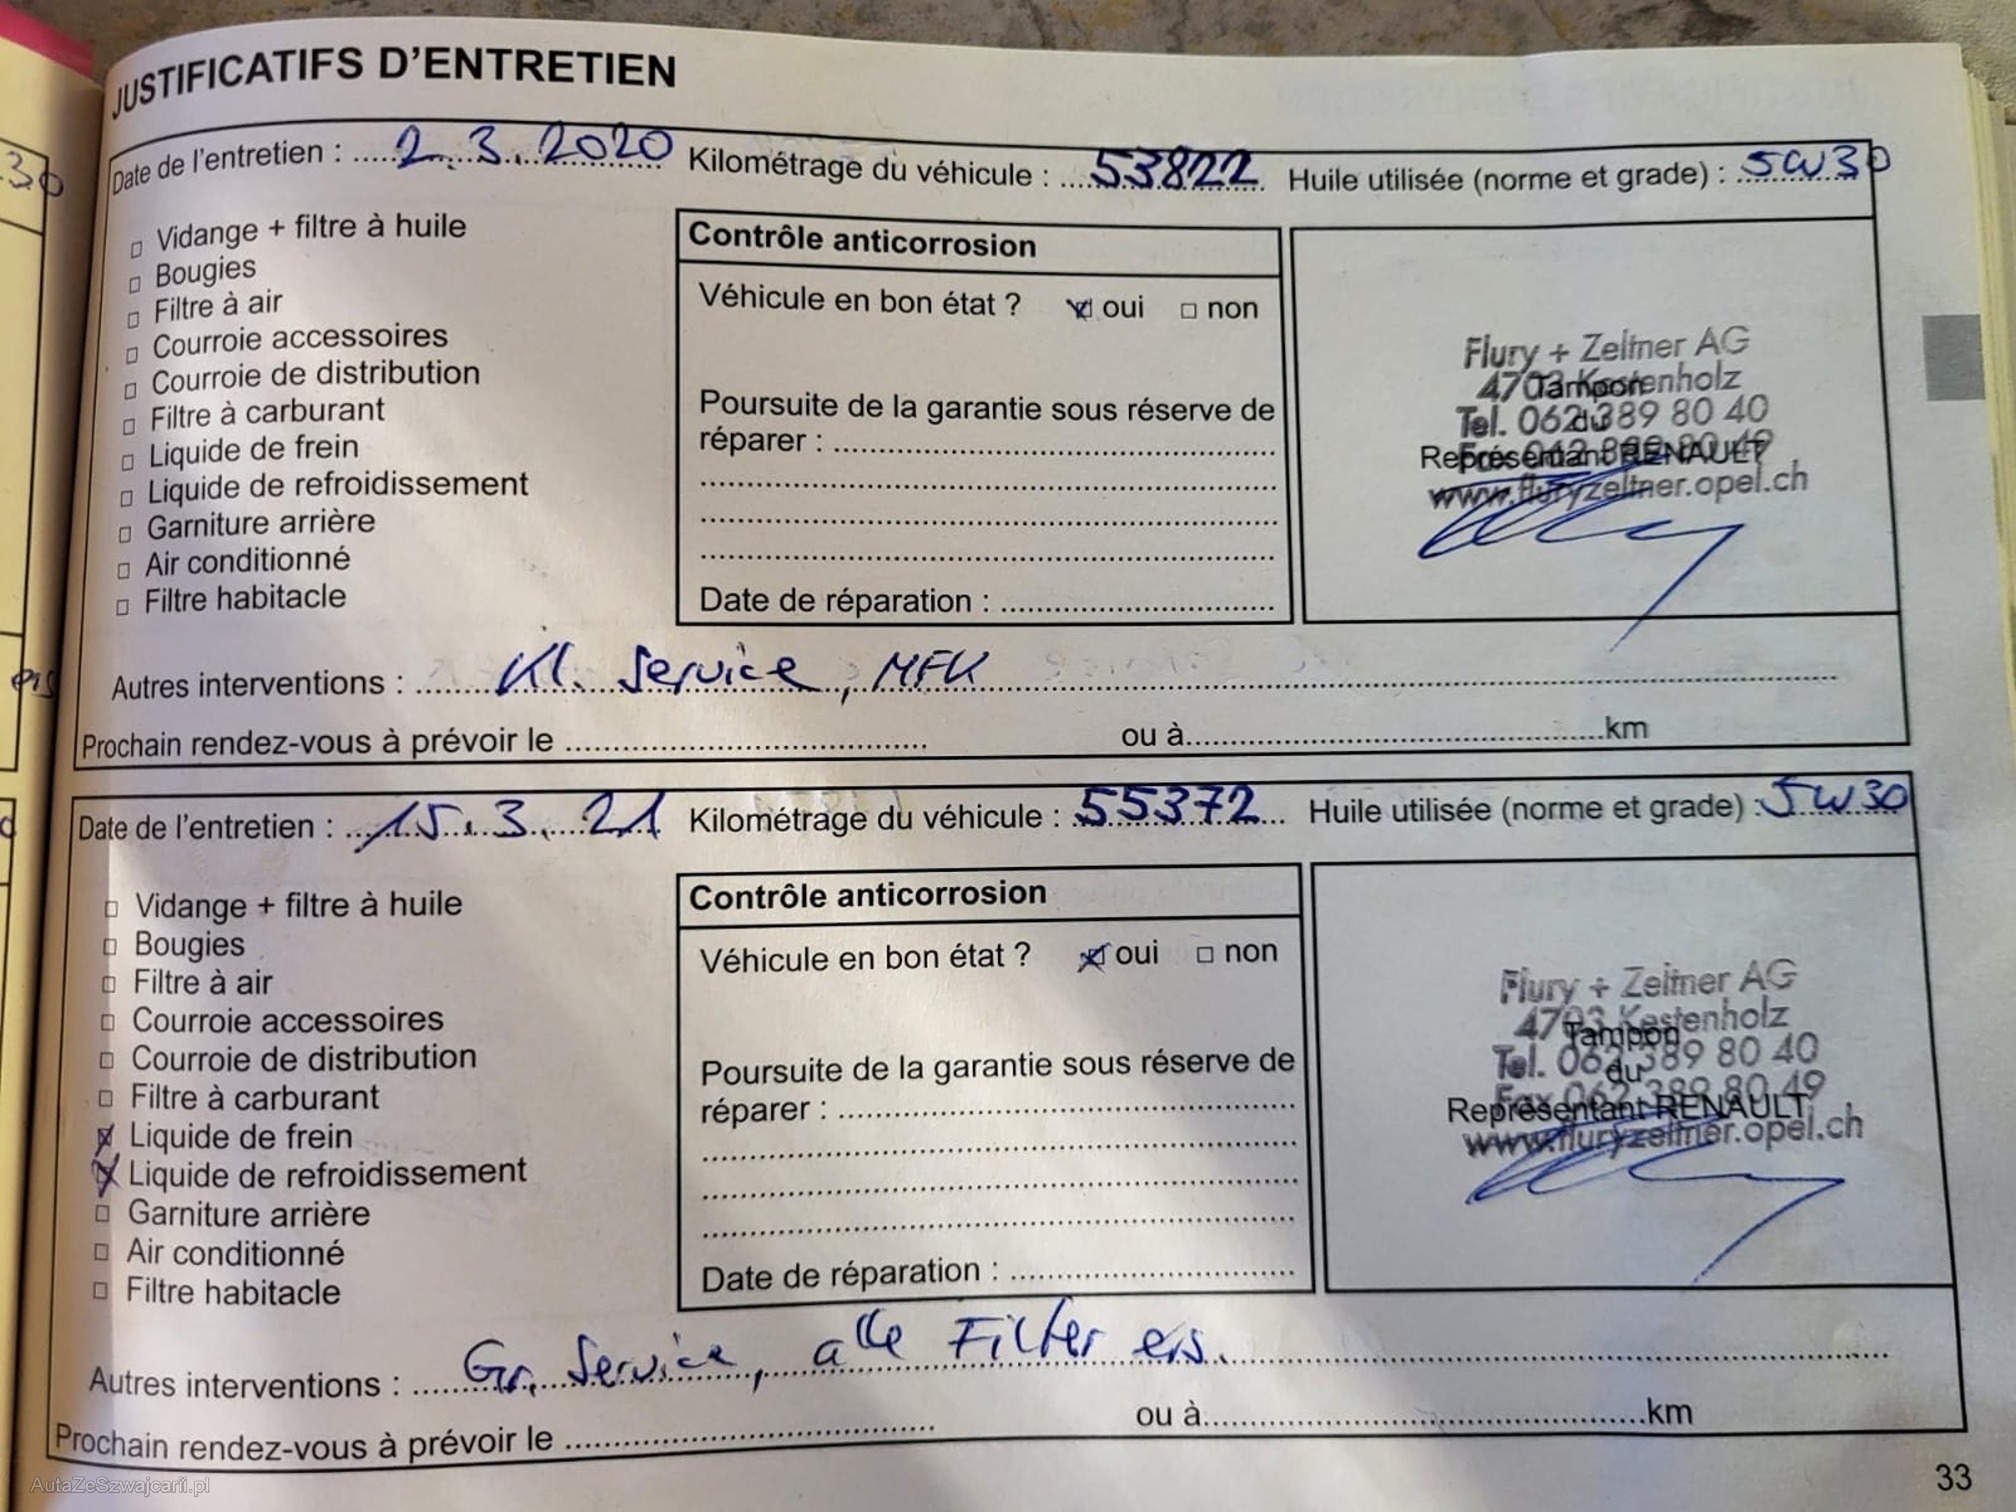 JUSTIFICATIFS D'ENTRETIEN
Date de l'entretien : 2.3.2020 Kilométrage du véhicule : 53822 Huile utilisée (norme et grade) : 5W30
Vidange + filtre à huile
Bougies
Filtre à air
Courroie accessoires
Courroie de distribution
Filtre à carburant
Liquide de frein
Liquide de refroidissement
Garniture arrière
Air conditionné
Filtre habitacle
Contrôle anticorrosion
Véhicule en bon état ? oui non
Poursuite de la garantie sous réserve de
réparer :
Date de réparation :
Flury + Zeltner AG
4703 Kestenholz
Tampon
Tel. 062 389 80 40
du
Fax 062 389 80 49
Représentant RENAULT
www.fluryzeltner.opel.ch
Autres interventions : Kl. Service, MFK
Prochain rendez-vous à prévoir le ou à km
Date de l'entretien : 15.3.21 Kilométrage du véhicule : 55372 Huile utilisée (norme et grade) : 5W30
Vidange + filtre à huile
Bougies
Filtre à air
Courroie accessoires
Courroie de distribution
Filtre à carburant
Liquide de frein
Liquide de refroidissement
Garniture arrière
Air conditionné
Filtre habitacle
Contrôle anticorrosion
Véhicule en bon état ? oui non
Poursuite de la garantie sous réserve de
réparer :
Date de réparation :
Flury + Zeltner AG
4703 Kestenholz
Tampon
Tel. 062 389 80 40
du
Fax 062 389 80 49
Représentant RENAULT
www.fluryzeltner.opel.ch
Autres interventions : Gr. Service, alle Filter ers.
Prochain rendez-vous à prévoir le ou à km
33
AutaZeSzwajcarii.pl